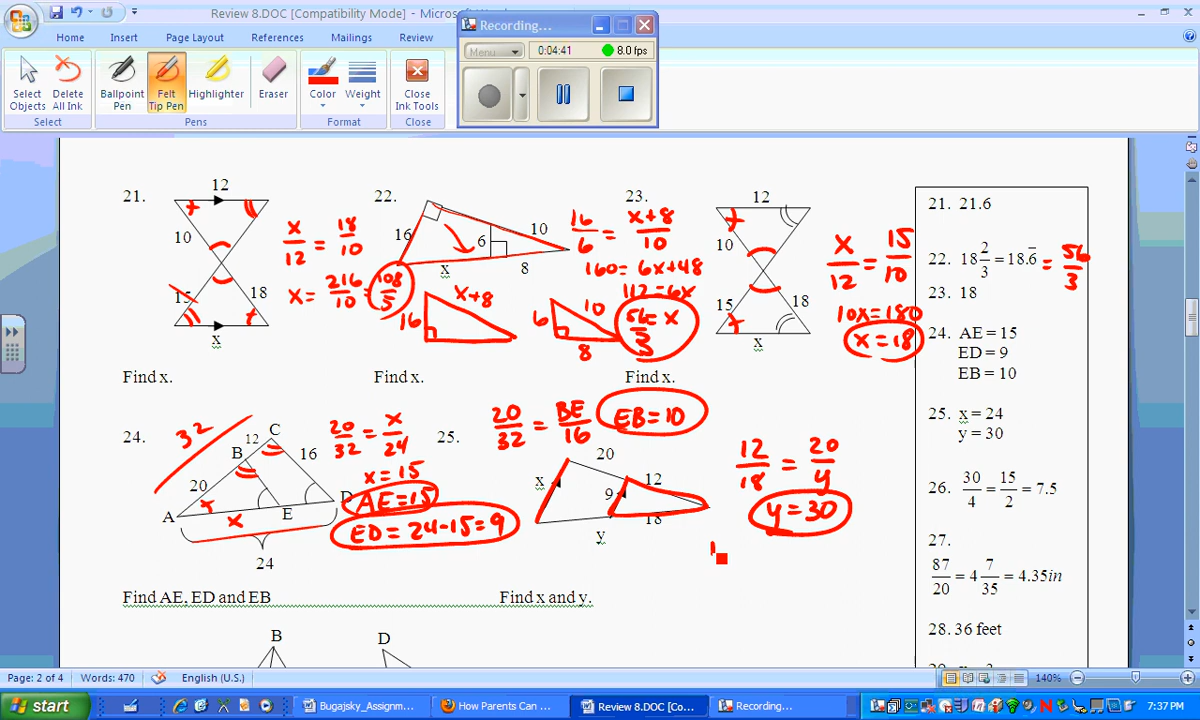 Review 8.DOC [Compatibility Mode] - Microsoft
Recording...
Home Insert Page Layout References Mailings Review
Menu 0:04:41 8.0 fps
Select Objects
Delete All Ink
Ballpoint Pen
Felt Tip Pen
Highlighter
Eraser
Color
Weight
Close Ink Tools
Select Pens Format Close
21.
12
10
15
18
x
x/12 = 18/10
x = 216/10 = 108/5
Find x.
22.
16
6
10
x
8
16/6 = x+8/10
160 = 6x+48
112 = 6x
56/3 = x
16
x+8
6
10
8
Find x.
23.
12
10
15
18
x
x/12 = 15/10
10x = 180
x = 18
Find x.
24.
32
12
C
B
20
16
A
x
E
D
24
20/32 = x/24
x = 15
AE = 15
ED = 24-15 = 9
20/32 = BE/16
EB = 10
Find AE, ED and EB
25.
20
x
12
9
18
y
12/18 = 20/y
y = 30
Find x and y.
B
D
21. 21.6
22. 18 2/3 = 18.6̅ = 56/3
23. 18
24. AE = 15
ED = 9
EB = 10
25. x = 24
y = 30
26. 30/4 = 15/2 = 7.5
27.
87/20 = 4 7/35 = 4.35in
28. 36 feet
Page: 2 of 4 Words: 470 English (U.S.) 140%
start Bugajsky_Assignm... How Parents Can ... Review 8.DOC [Co... Recording... 7:37 PM